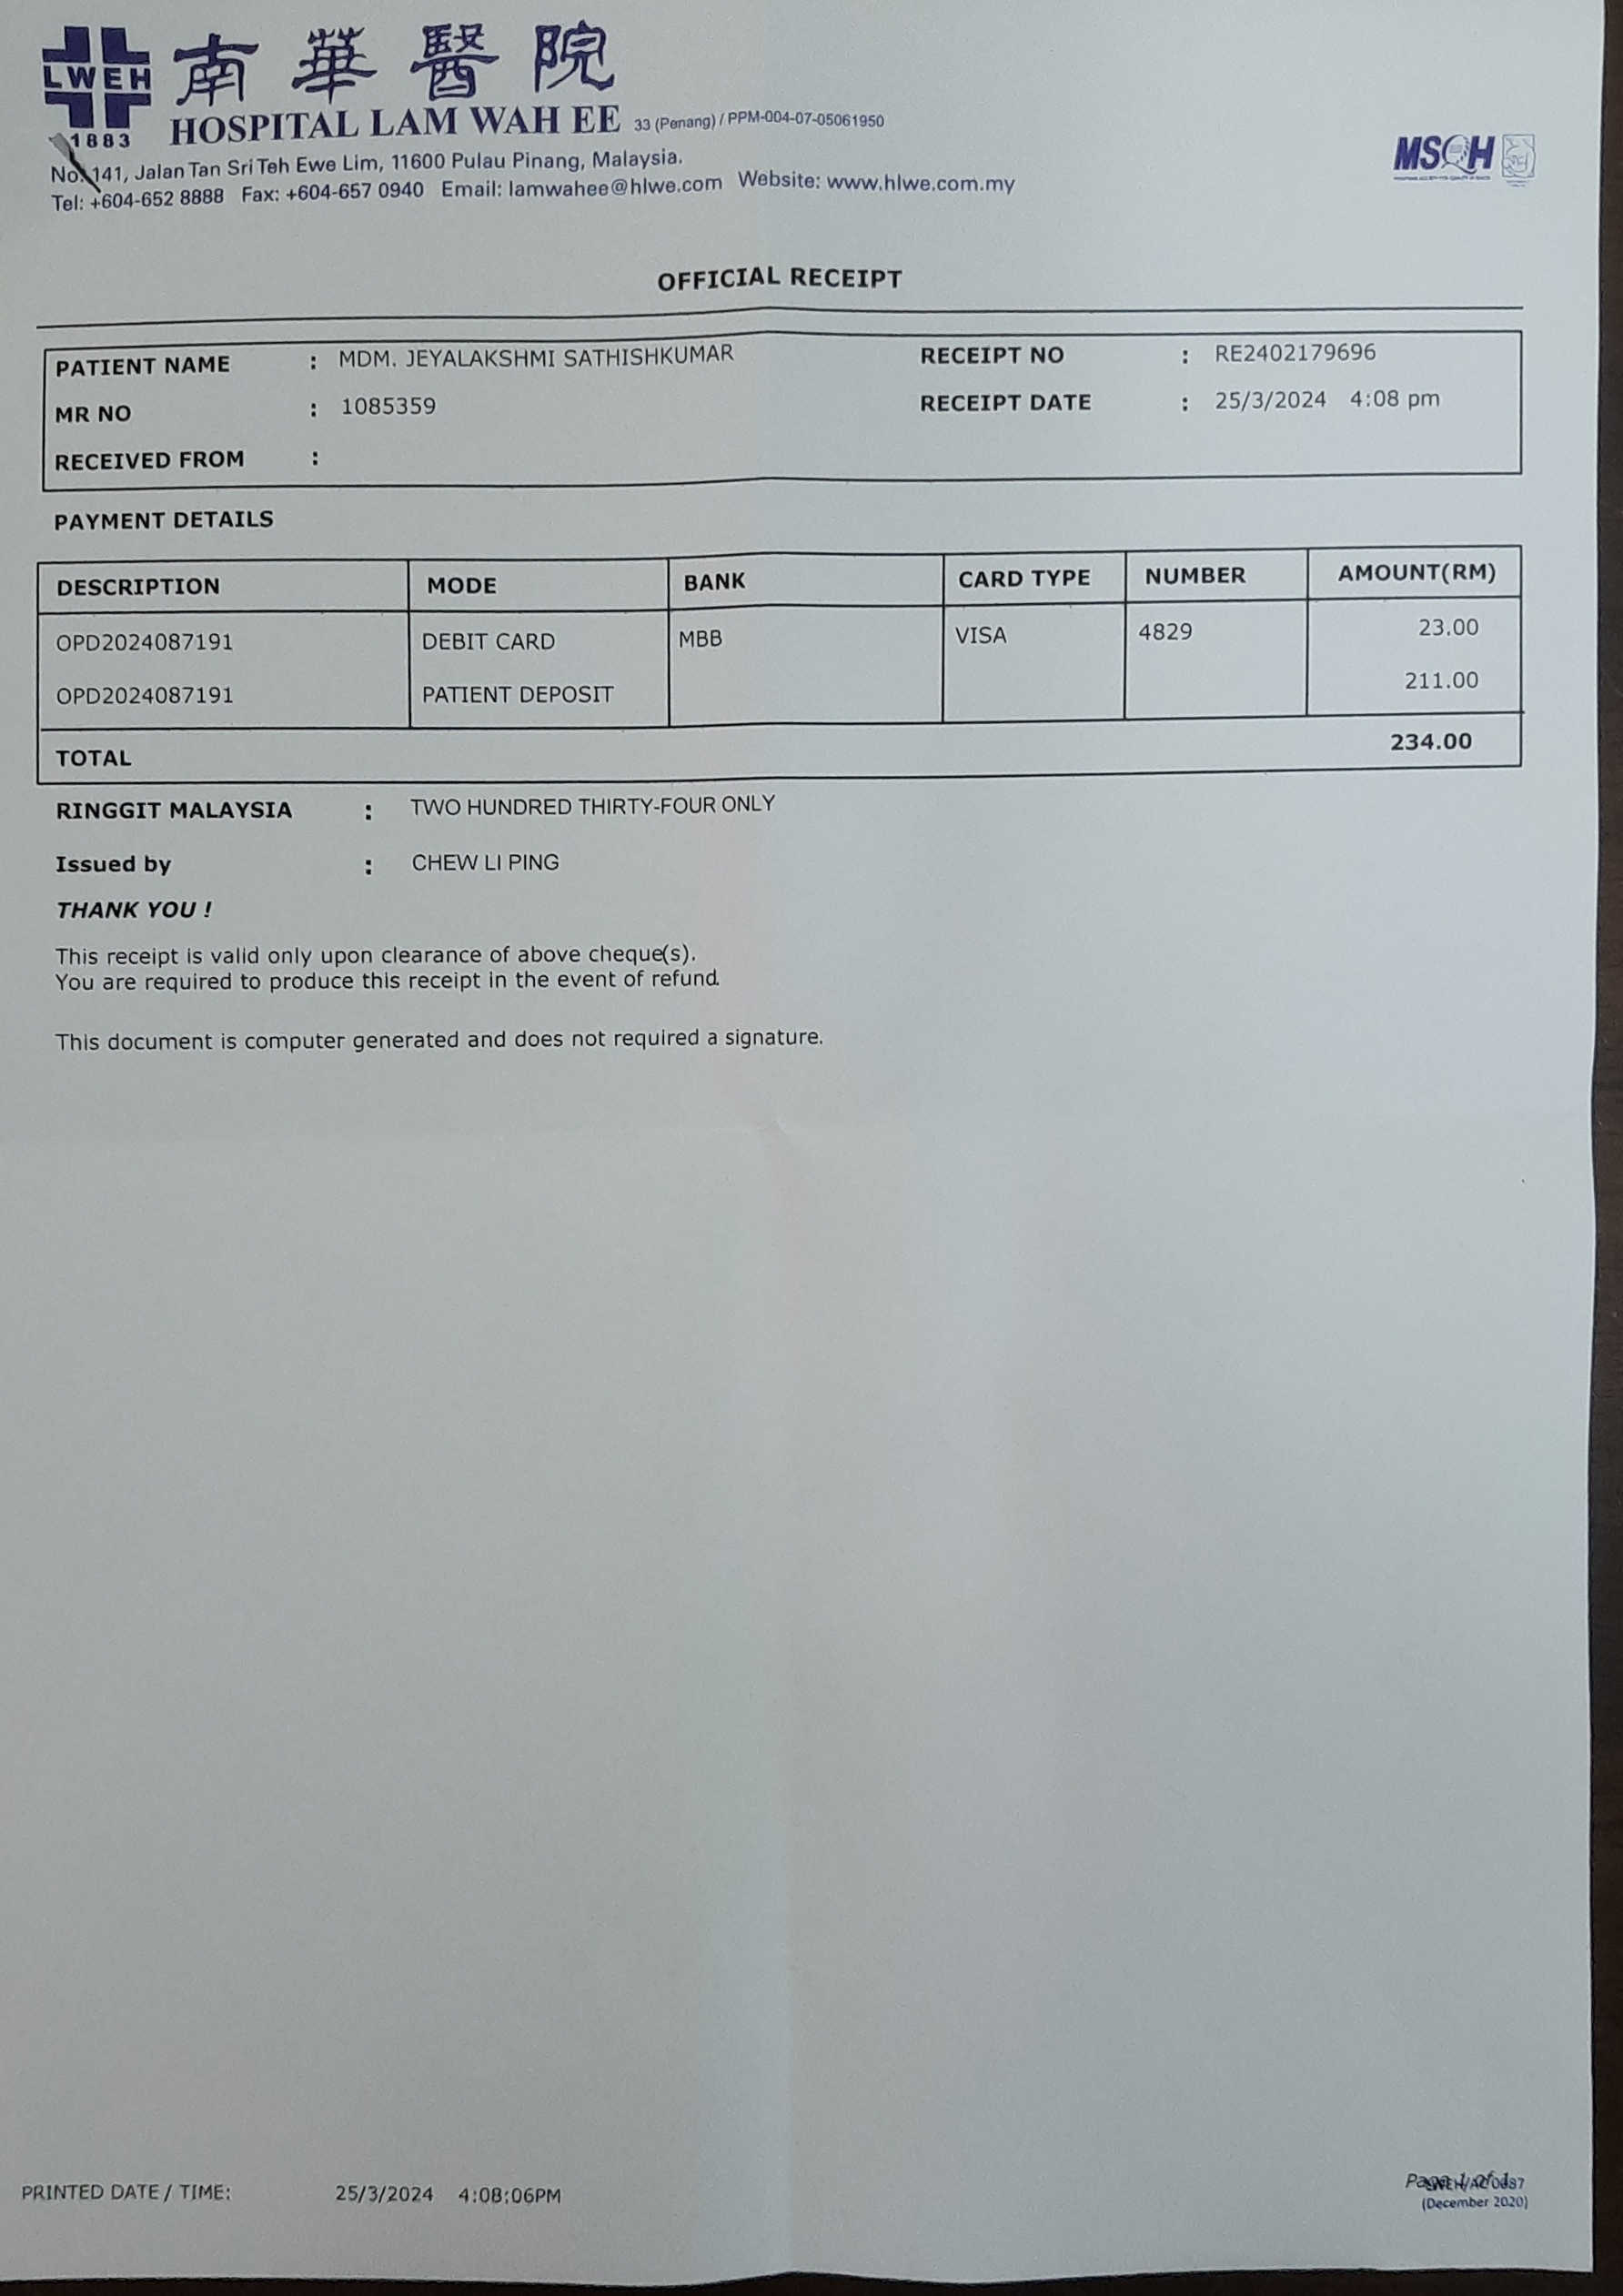 LWEH
1883
南華醫院
HOSPITAL LAM WAH EE 33 (Penang) / PPM-004-07-05061950
No. 141, Jalan Tan Sri Teh Ewe Lim, 11600 Pulau Pinang, Malaysia.
Tel: +604-652 8888 Fax: +604-657 0940 Email: lamwahee@hlwe.com Website: www.hlwe.com.my
MSQH
OFFICIAL RECEIPT
PATIENT NAME : MDM. JEYALAKSHMI SATHISHKUMAR RECEIPT NO : RE2402179696
MR NO : 1085359 RECEIPT DATE : 25/3/2024 4:08 pm
RECEIVED FROM :
PAYMENT DETAILS
DESCRIPTION MODE BANK CARD TYPE NUMBER AMOUNT(RM)
OPD2024087191 DEBIT CARD MBB VISA 4829 23.00
OPD2024087191 PATIENT DEPOSIT 211.00
TOTAL 234.00
RINGGIT MALAYSIA : TWO HUNDRED THIRTY-FOUR ONLY
Issued by : CHEW LI PING
THANK YOU !
This receipt is valid only upon clearance of above cheque(s).
You are required to produce this receipt in the event of refund.
This document is computer generated and does not required a signature.
PRINTED DATE / TIME: 25/3/2024 4:08:06PM Page 1 of 1
(December 2020)